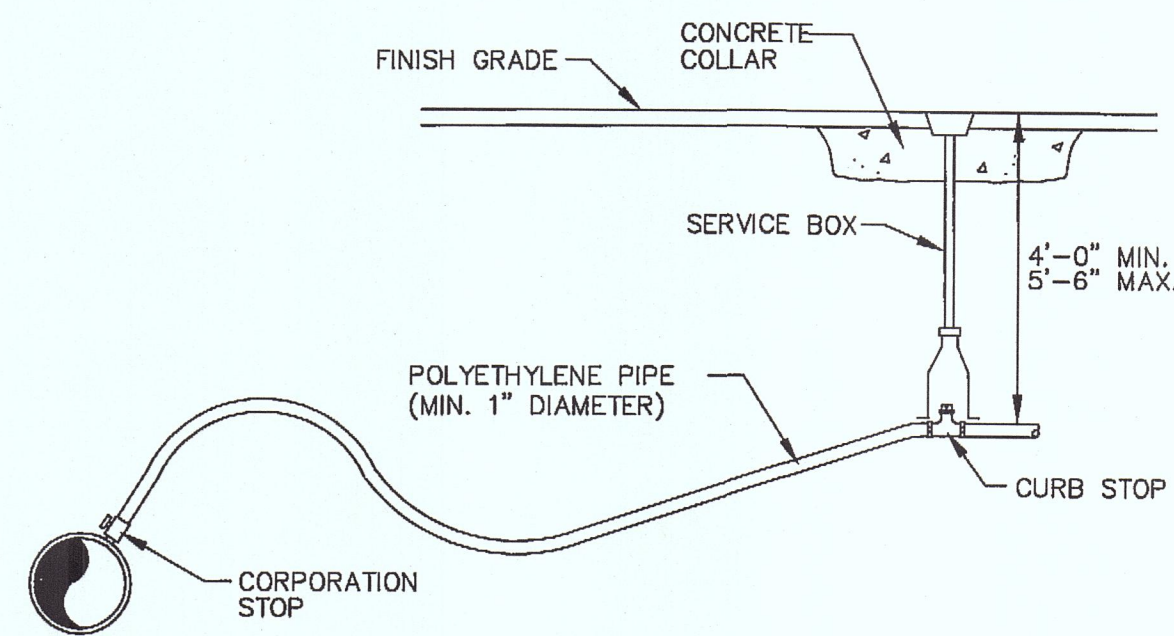 FINISH GRADE
CONCRETE
COLLAR
SERVICE BOX
4'-0" MIN.
5'-6" MAX.
POLYETHYLENE PIPE
(MIN. 1" DIAMETER)
CURB STOP
CORPORATION
STOP